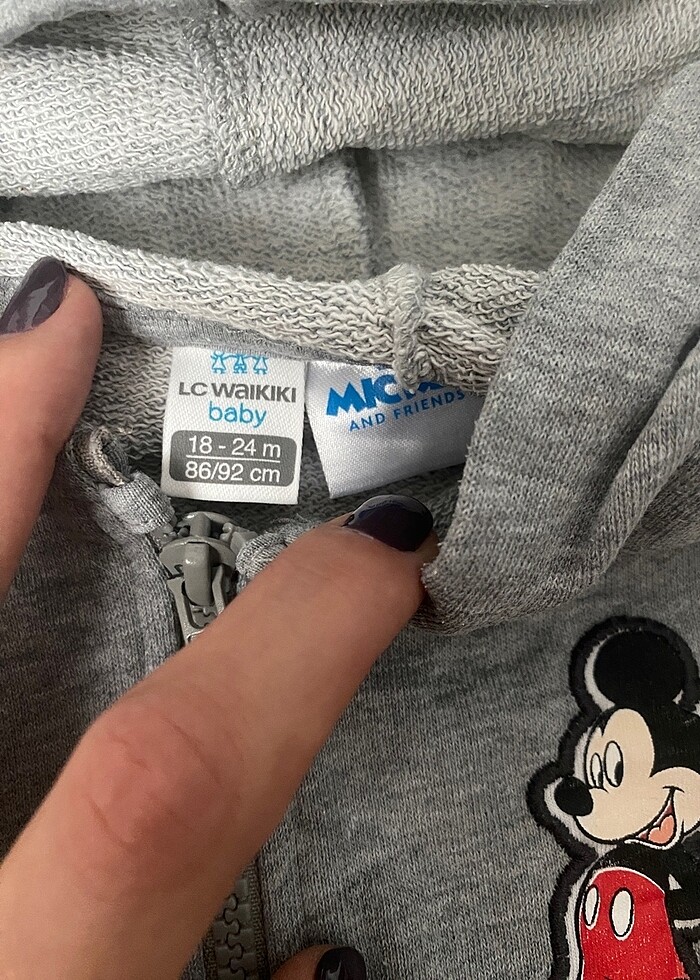 LC WAIKIKI
baby
18 - 24 m
86/92 cm
AND FRIENDS